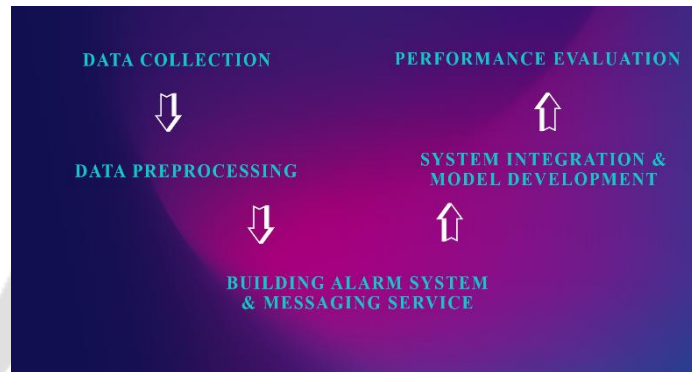 DATA COLLECTION
PERFORMANCE EVALUATION
DATA PREPROCESSING
SYSTEM INTEGRATION &
MODEL DEVELOPMENT
BUILDING ALARM SYSTEM
& MESSAGING SERVICE